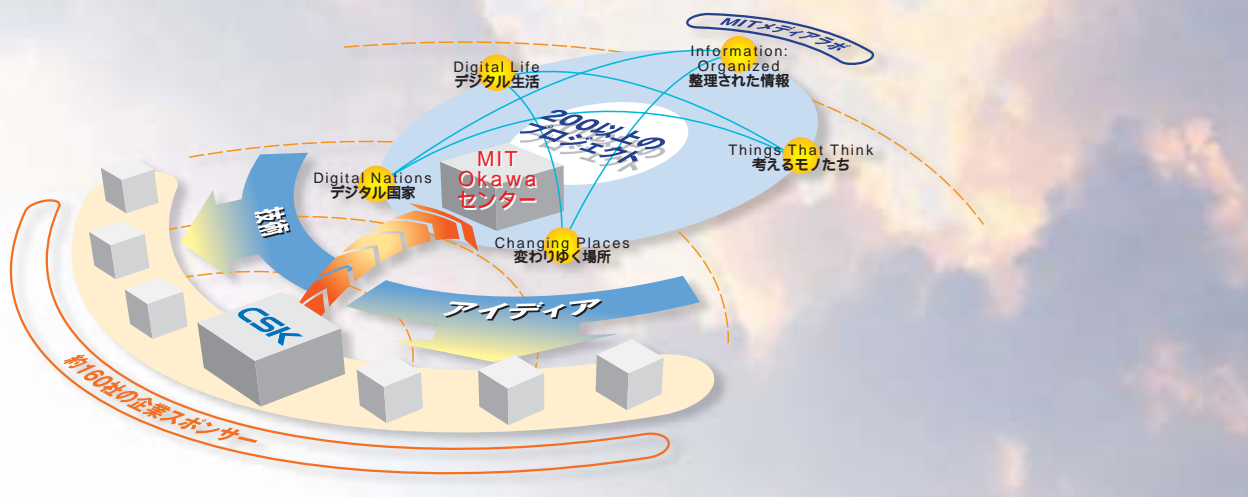 MITメディアラボ
Information:
Organized
整理された情報
Digital Life
デジタル生活
200以上の
プロジェクト
Things That Think
考えるモノたち
MIT
Okawa
センター
Digital Nations
デジタル国家
技術
Changing Places
変わりゆく場所
アイディア
CSK
約160社の企業スポンサー